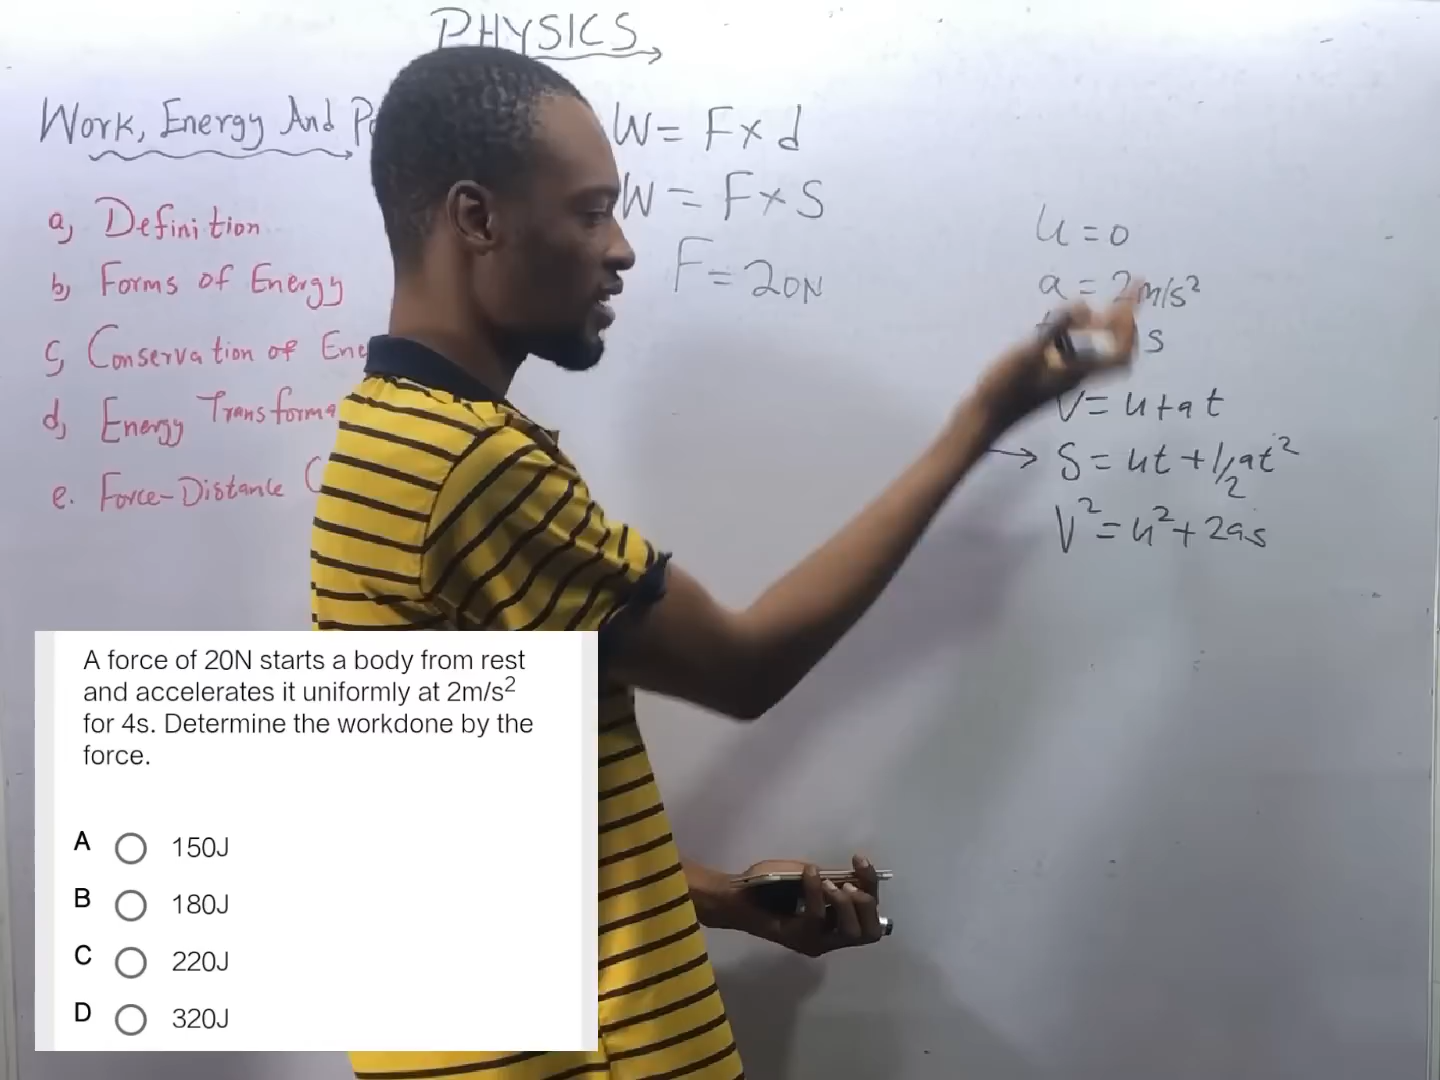 PHYSICS
Work, Energy And
a, Definition
b, Forms of Energy
c, Conservation of
d, Energy
e. Force-Distance
W = F x d
W = F x S
F = 20N
u = 0
a = 2m/s²
s
V = u + at
→ S = ut + 1/2at²
V² = u² + 2as
A force of 20N starts a body from rest
and accelerates it uniformly at 2m/s²
for 4s. Determine the workdone by the
force.
A 150J
B 180J
C 220J
D 320J